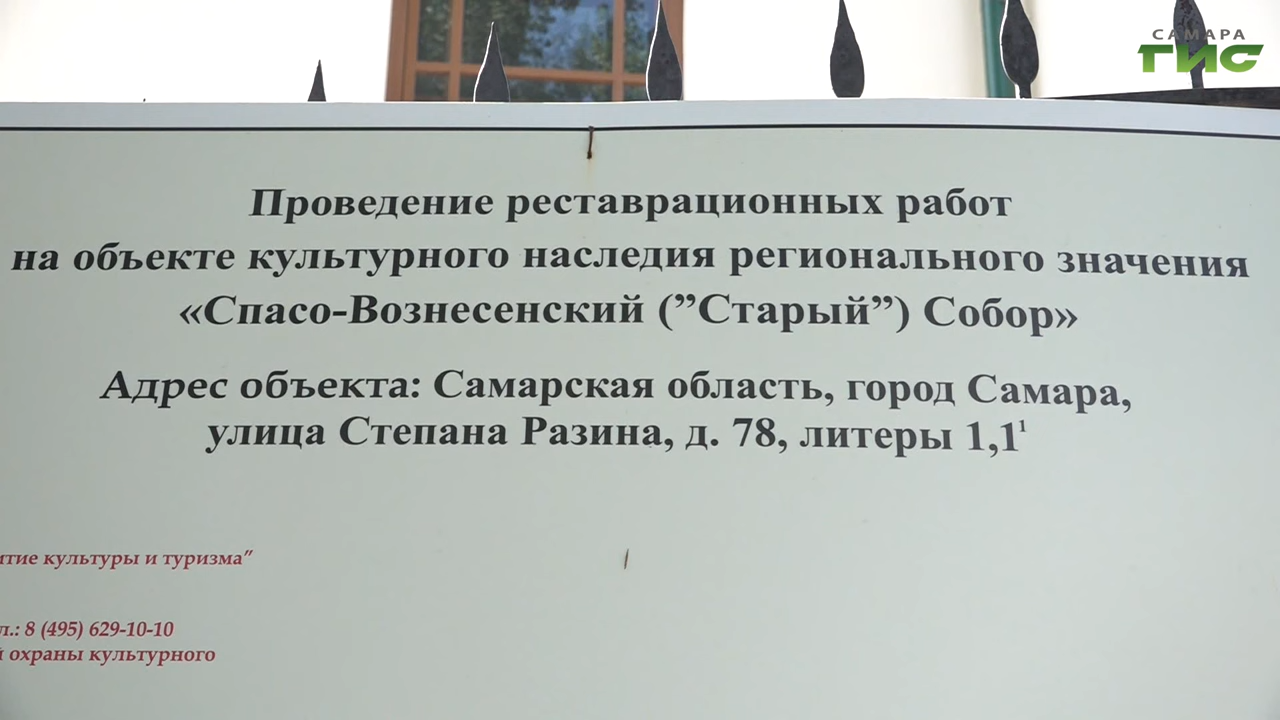 САМАРА
ГИС
Проведение реставрационных работ
на объекте культурного наследия регионального значения
«Спасо-Вознесенский (”Старый”) Собор»
Адрес объекта: Самарская область, город Самара,
улица Степана Разина, д. 78, литеры 1,1¹
итие культуры и туризма”
л.: 8 (495) 629-10-10
й охраны культурного